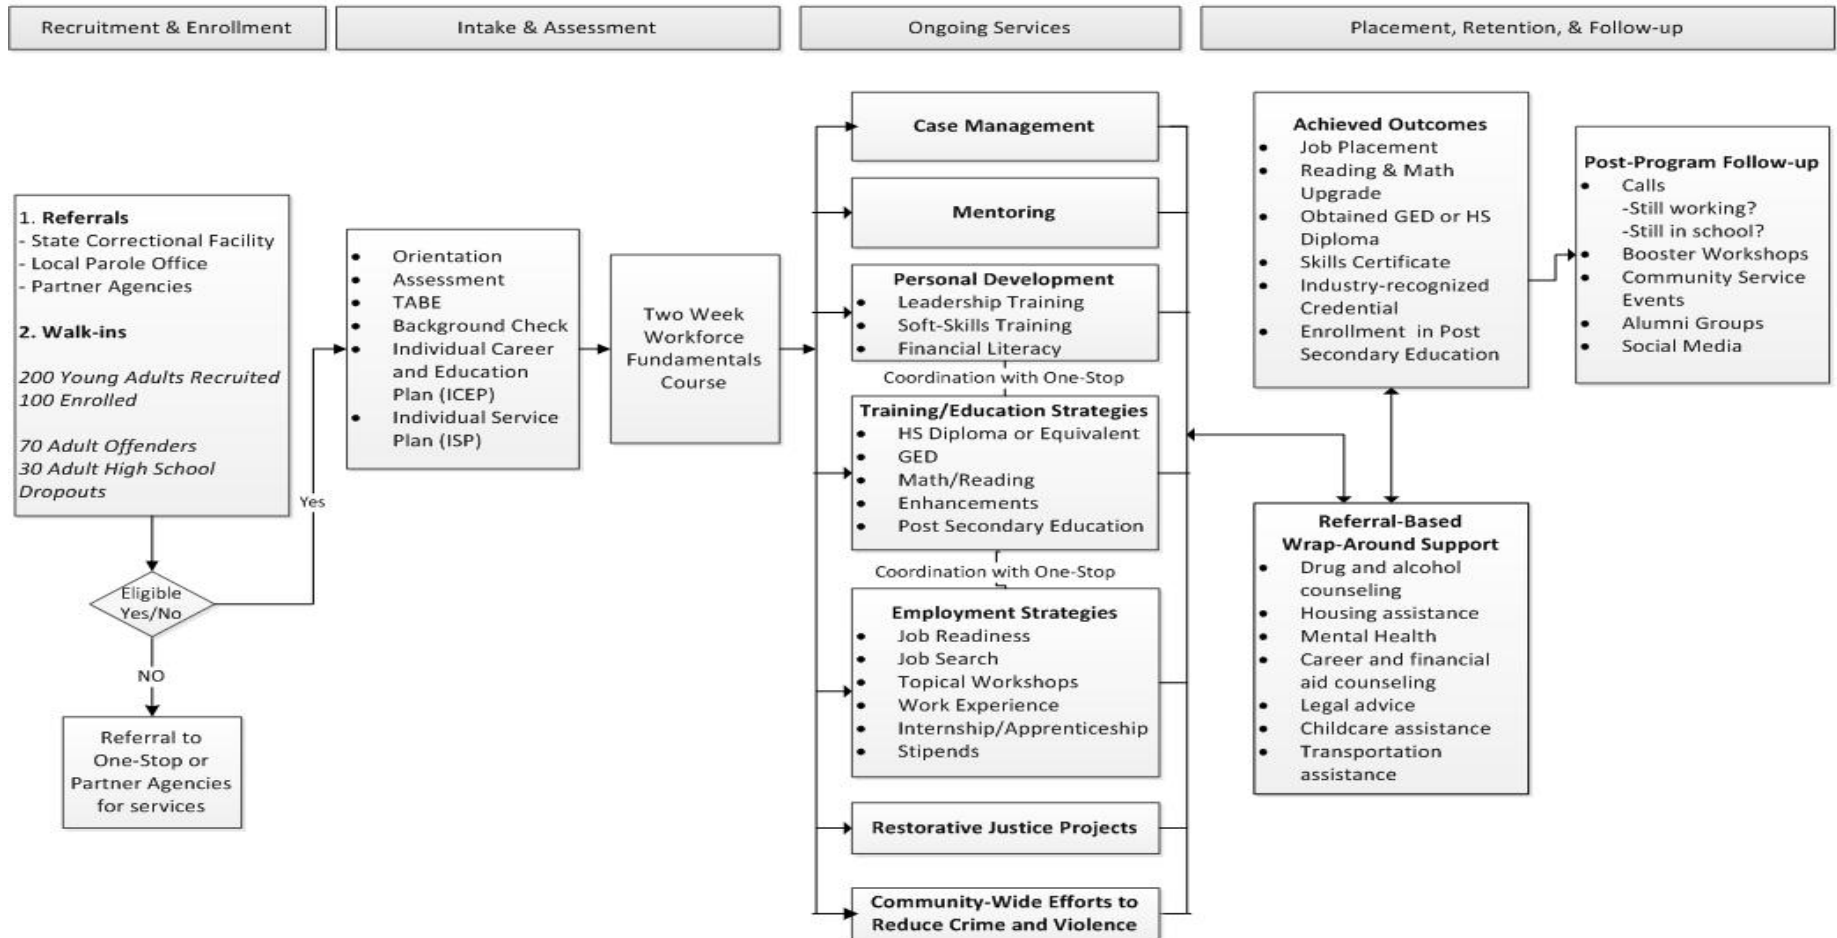 Recruitment & Enrollment
Intake & Assessment
Ongoing Services
Placement, Retention, & Follow-up
1. Referrals
- State Correctional Facility
- Local Parole Office
- Partner Agencies
2. Walk-ins
200 Young Adults Recruited
100 Enrolled
70 Adult Offenders
30 Adult High School
Dropouts
Eligible
Yes/No
Yes
NO
Referral to
One-Stop or
Partner Agencies
for services
• Orientation
• Assessment
• TABE
• Background Check
• Individual Career
and Education
Plan (ICEP)
• Individual Service
Plan (ISP)
Two Week
Workforce
Fundamentals
Course
Case Management
Mentoring
Personal Development
• Leadership Training
• Soft-Skills Training
• Financial Literacy
Coordination with One-Stop
Training/Education Strategies
• HS Diploma or Equivalent
• GED
• Math/Reading
• Enhancements
• Post Secondary Education
Coordination with One-Stop
Employment Strategies
• Job Readiness
• Job Search
• Topical Workshops
• Work Experience
• Internship/Apprenticeship
• Stipends
Restorative Justice Projects
Community-Wide Efforts to
Reduce Crime and Violence
Achieved Outcomes
• Job Placement
• Reading & Math
Upgrade
• Obtained GED or HS
Diploma
• Skills Certificate
• Industry-recognized
Credential
• Enrollment in Post
Secondary Education
Post-Program Follow-up
• Calls
-Still working?
-Still in school?
• Booster Workshops
• Community Service
Events
• Alumni Groups
• Social Media
Referral-Based
Wrap-Around Support
• Drug and alcohol
counseling
• Housing assistance
• Mental Health
• Career and financial
aid counseling
• Legal advice
• Childcare assistance
• Transportation
assistance